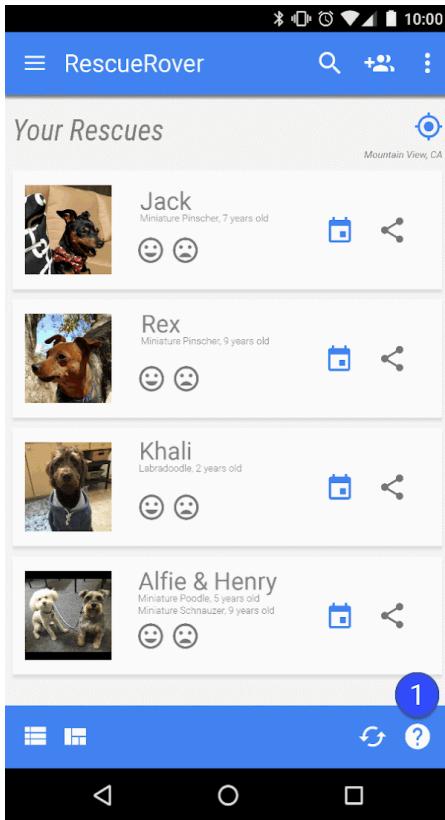 10:00
RescueRover
Your Rescues
Mountain View, CA
Jack
Miniature Pinscher, 7 years old
Rex
Miniature Pinscher, 9 years old
Khali
Labradoodle, 2 years old
Alfie & Henry
Miniature Poodle, 5 years old
Miniature Schnauzer, 9 years old
1